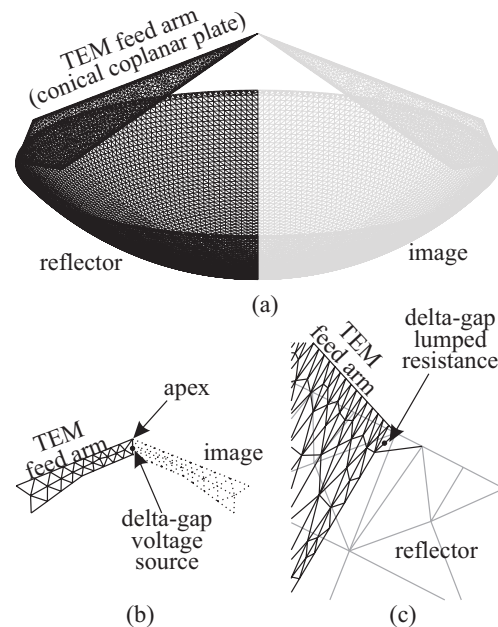 TEM feed arm
(conical coplanar plate)
reflector
image
(a)
apex
TEM
feed arm
image
delta-gap
voltage
source
(b)
TEM
feed arm
delta-gap
lumped
resistance
reflector
(c)